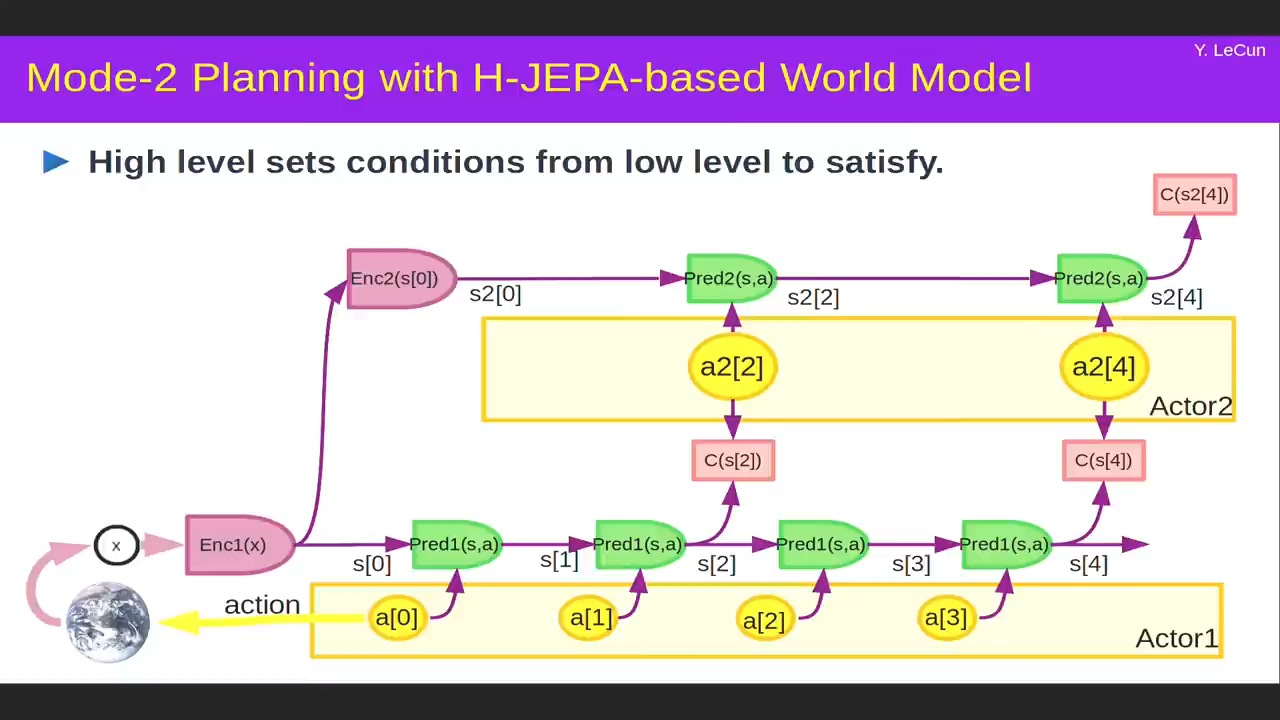 Y. LeCun
Mode-2 Planning with H-JEPA-based World Model
High level sets conditions from low level to satisfy.
C(s2[4])
Enc2(s[0])
Pred2(s,a)
Pred2(s,a)
s2[0]
s2[2]
s2[4]
a2[2]
a2[4]
Actor2
C(s[2])
C(s[4])
x
Enc1(x)
Pred1(s,a)
Pred1(s,a)
Pred1(s,a)
Pred1(s,a)
s[0]
s[1]
s[2]
s[3]
s[4]
action
a[0]
a[1]
a[2]
a[3]
Actor1